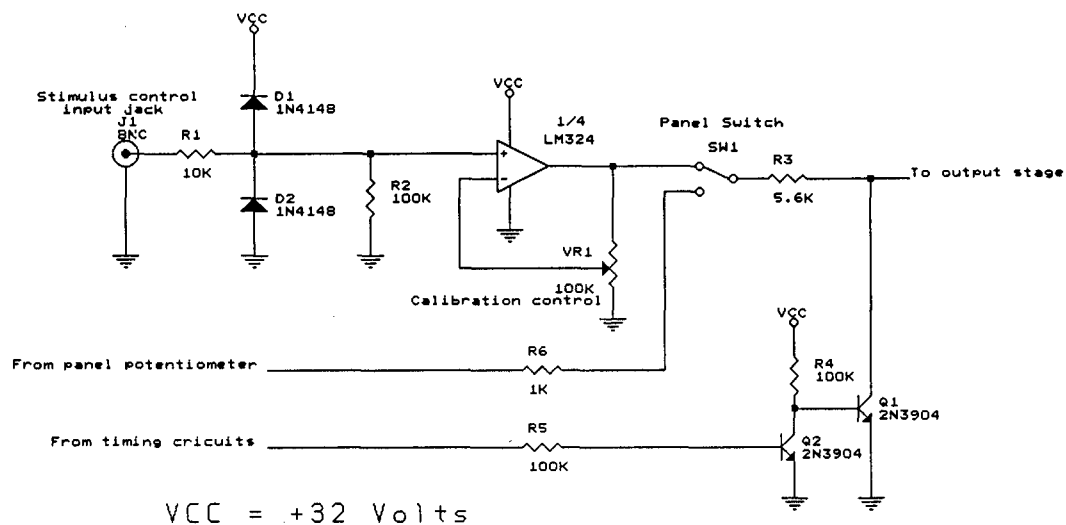 VCC
Stimulus control
input jack
J1
BNC
D1
1N4148
R1
10K
D2
1N4148
R2
100K
VCC
1/4
LM324
Panel Switch
SW1
R3
5.6K
To output stage
VR1
100K
Calibration control
VCC
R4
100K
From panel potentiometer
R6
1K
Q1
2N3904
From timing cricuits
R5
100K
Q2
2N3904
VCC = +32 Volts